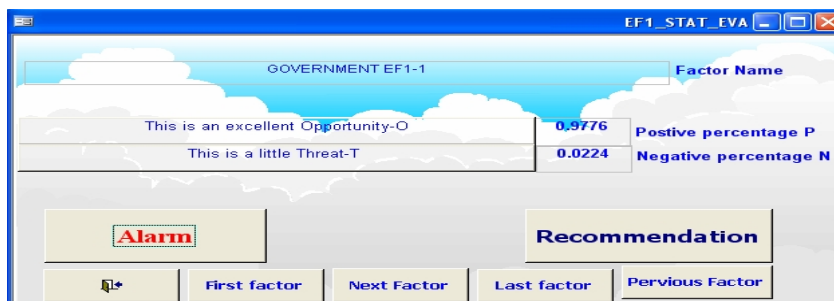 EF1_STAT_EVA
GOVERNMENT EF1-1 Factor Name
This is an excellent Opportunity-O 0.9776 Postive percentage P
This is a little Threat-T 0.0224 Negative percentage N
Alarm Recommendation
First factor Next Factor Last factor Pervious Factor